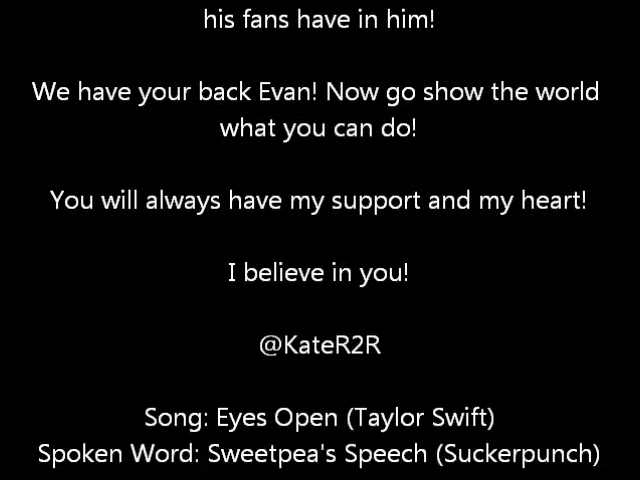 his fans have in him!
We have your back Evan! Now go show the world
what you can do!
You will always have my support and my heart!
I believe in you!
@KateR2R
Song: Eyes Open (Taylor Swift)
Spoken Word: Sweetpea's Speech (Suckerpunch)